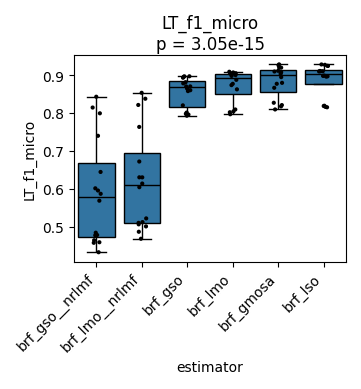 LT_f1_micro
p = 3.05e-15
LT_f1_micro
0.9
0.8
0.7
0.6
0.5
brf_gso__nrlmf
brf_lmo__nrlmf
brf_gso
brf_lmo
brf_gmosa
brf_lso
estimator